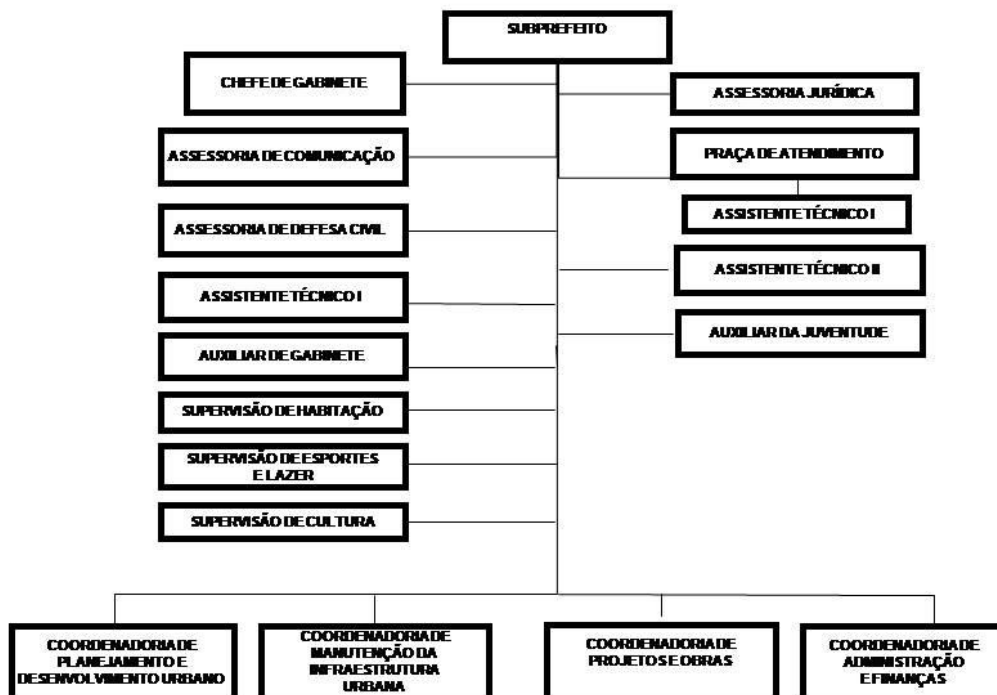 SUBPREFEITO
CHEFE DE GABINETE
ASSESSORIA JURÍDICA
ASSESSORIA DE COMUNICAÇÃO
PRAÇA DE ATENDIMENTO
ASSISTENTE TÉCNICO I
ASSESSORIA DE DEFESA CIVIL
ASSISTENTE TÉCNICO II
ASSISTENTE TÉCNICO I
AUXILIAR DA JUVENTUDE
AUXILIAR DE GABINETE
SUPERVISÃO DE HABITAÇÃO
SUPERVISÃO DE ESPORTES
E LAZER
SUPERVISÃO DE CULTURA
COORDENADORIA DE
PLANEJAMENTO E
DESENVOLVIMENTO URBANO
COORDENADORIA DE
MANUTENÇÃO DA
INFRAESTRUTURA
URBANA
COORDENADORIA DE
PROJETOS E OBRAS
COORDENADORIA DE
ADMINISTRAÇÃO
E FINANÇAS